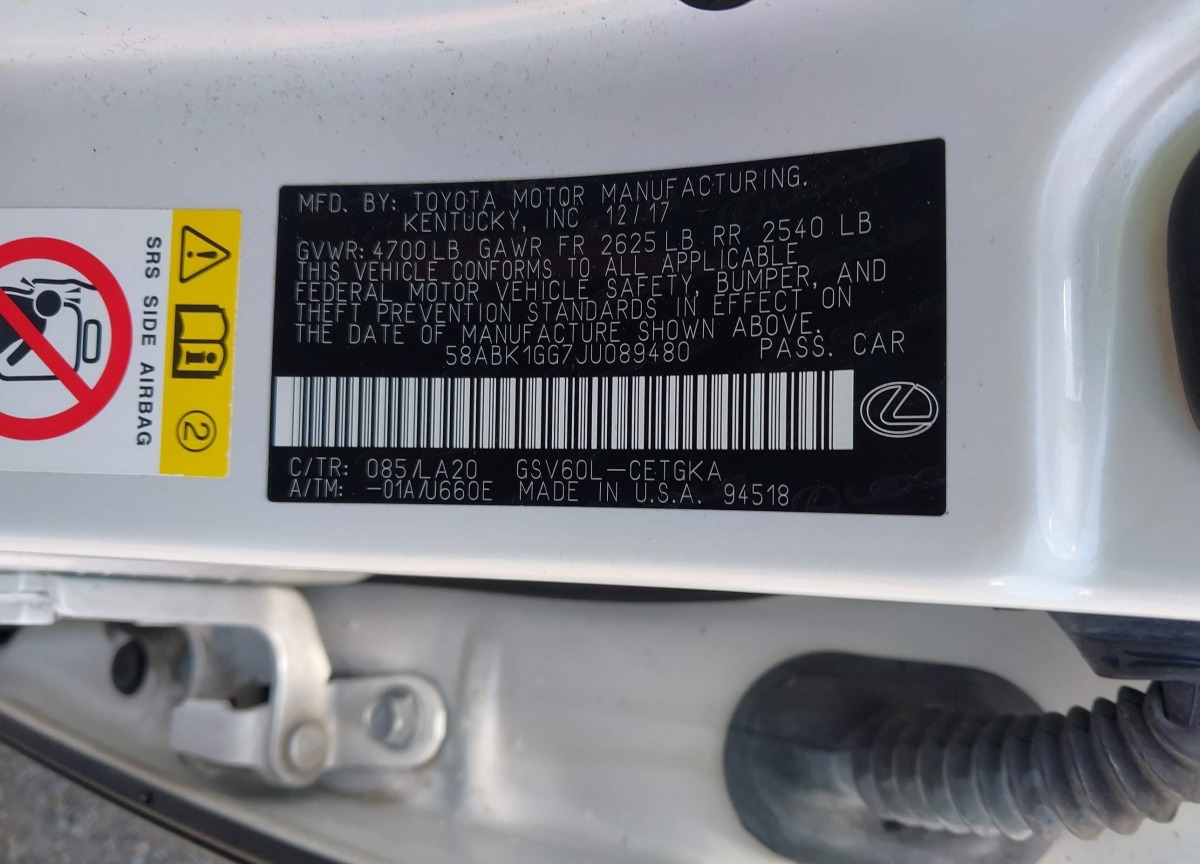 MFD. BY: TOYOTA MOTOR MANUFACTURING.
KENTUCKY, INC 12/17
GVWR: 4700 LB GAWR FR 2625 LB RR 2540 LB
THIS VEHICLE CONFORMS TO ALL APPLICABLE
FEDERAL MOTOR VEHICLE SAFETY, BUMPER, AND
THEFT PREVENTION STANDARDS IN EFFECT ON
THE DATE OF MANUFACTURE SHOWN ABOVE.
58ABK1GG7JU089480 PASS. CAR
C/TR: 085/LA20 GSV60L-CETGKA
A/TM: -01A/U660E MADE IN U.S.A. 94518
LEXUS
SRS SIDE AIRBAG
2